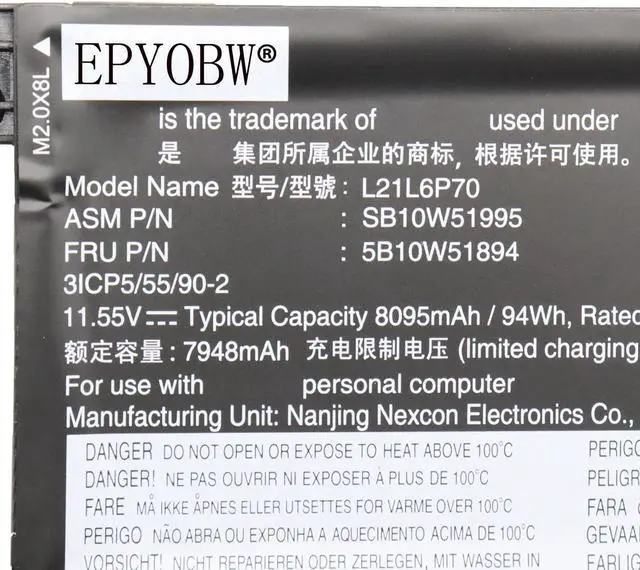 M2.0X8L
EPYOBW®
is the trademark of used under
是 集团所属企业的商标，根据许可使用。
Model Name 型号/型號 : L21L6P70
ASM P/N : SB10W51995
FRU P/N : 5B10W51894
3ICP5/55/90-2
11.55V⎓ Typical Capacity 8095mAh / 94Wh, Rated
额定容量 : 7948mAh 充电限制电压 (limited charging
For use with personal computer
Manufacturing Unit: Nanjing Nexcon Electronics Co.,
DANGER DO NOT OPEN OR EXPOSE TO HEAT ABOVE 100°C PERIGO
DANGER! NE PAS OUVRIR NI EXPOSER À PLUS DE 100°C PELIGR
FARE MÅ IKKE ÅPNES ELLER UTSETTES FOR VARME OVER 100°C FARA
PERIGO NÃO ABRA OU EXPONHA A AQUECIMENTO ACIMA DE 100°C GEVAA
VORSICHT! NICHT REPARIEREN ODER ZERLEGEN, MIT WASSER IN FARLIG